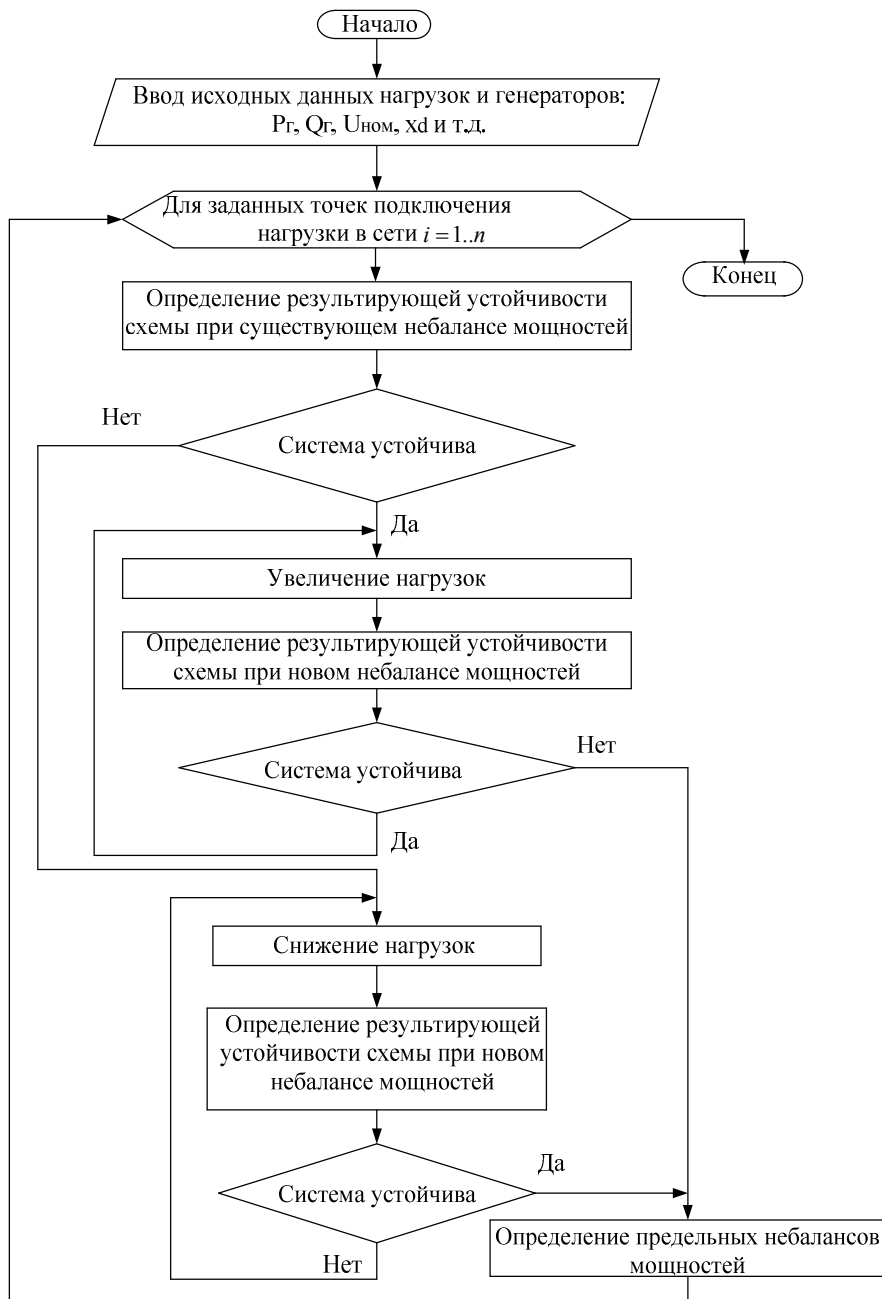 Начало
Ввод исходных данных нагрузок и генераторов:
Pг, Qг, Uном, xd и т.д.
Для заданных точек подключения
нагрузки в сети i = 1..n
Конец
Определение результирующей устойчивости
схемы при существующем небалансе мощностей
Нет
Система устойчива
Да
Увеличение нагрузок
Определение результирующей устойчивости
схемы при новом небалансе мощностей
Нет
Система устойчива
Да
Снижение нагрузок
Определение результирующей
устойчивости схемы при новом
небалансе мощностей
Да
Система устойчива
Нет
Определение предельных небалансов
мощностей